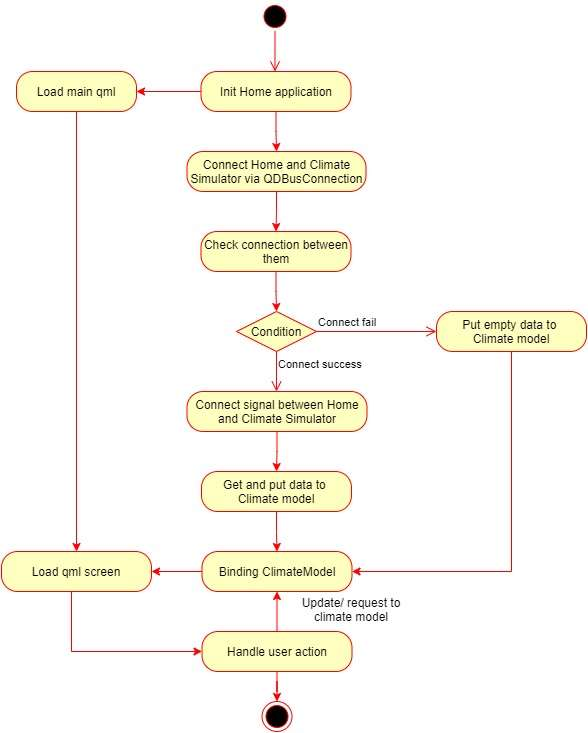 Load main qml
Init Home application
Connect Home and Climate
Simulator via QDBusConnection
Check connection between
them
Condition
Connect fail
Put empty data to
Climate model
Connect success
Connect signal between Home
and Climate Simulator
Get and put data to
Climate model
Load qml screen
Binding ClimateModel
Update/ request to
climate model
Handle user action